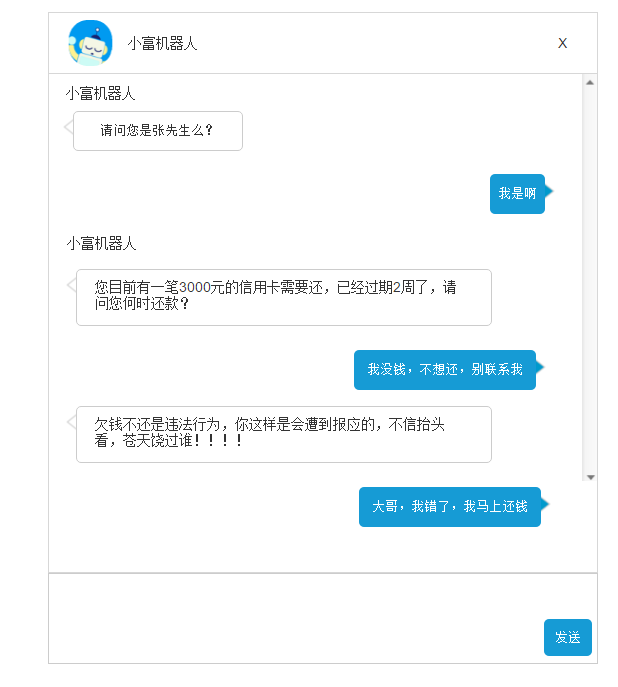 小富机器人
X
小富机器人
请问您是张先生么？
我是啊
小富机器人
您目前有一笔3000元的信用卡需要还，已经过期2周了，请
问您何时还款？
我没钱，不想还，别联系我
欠钱不还是违法行为，你这样是会遭到报应的，不信抬头
看，苍天饶过谁！！！！
大哥，我错了，我马上还钱
发送